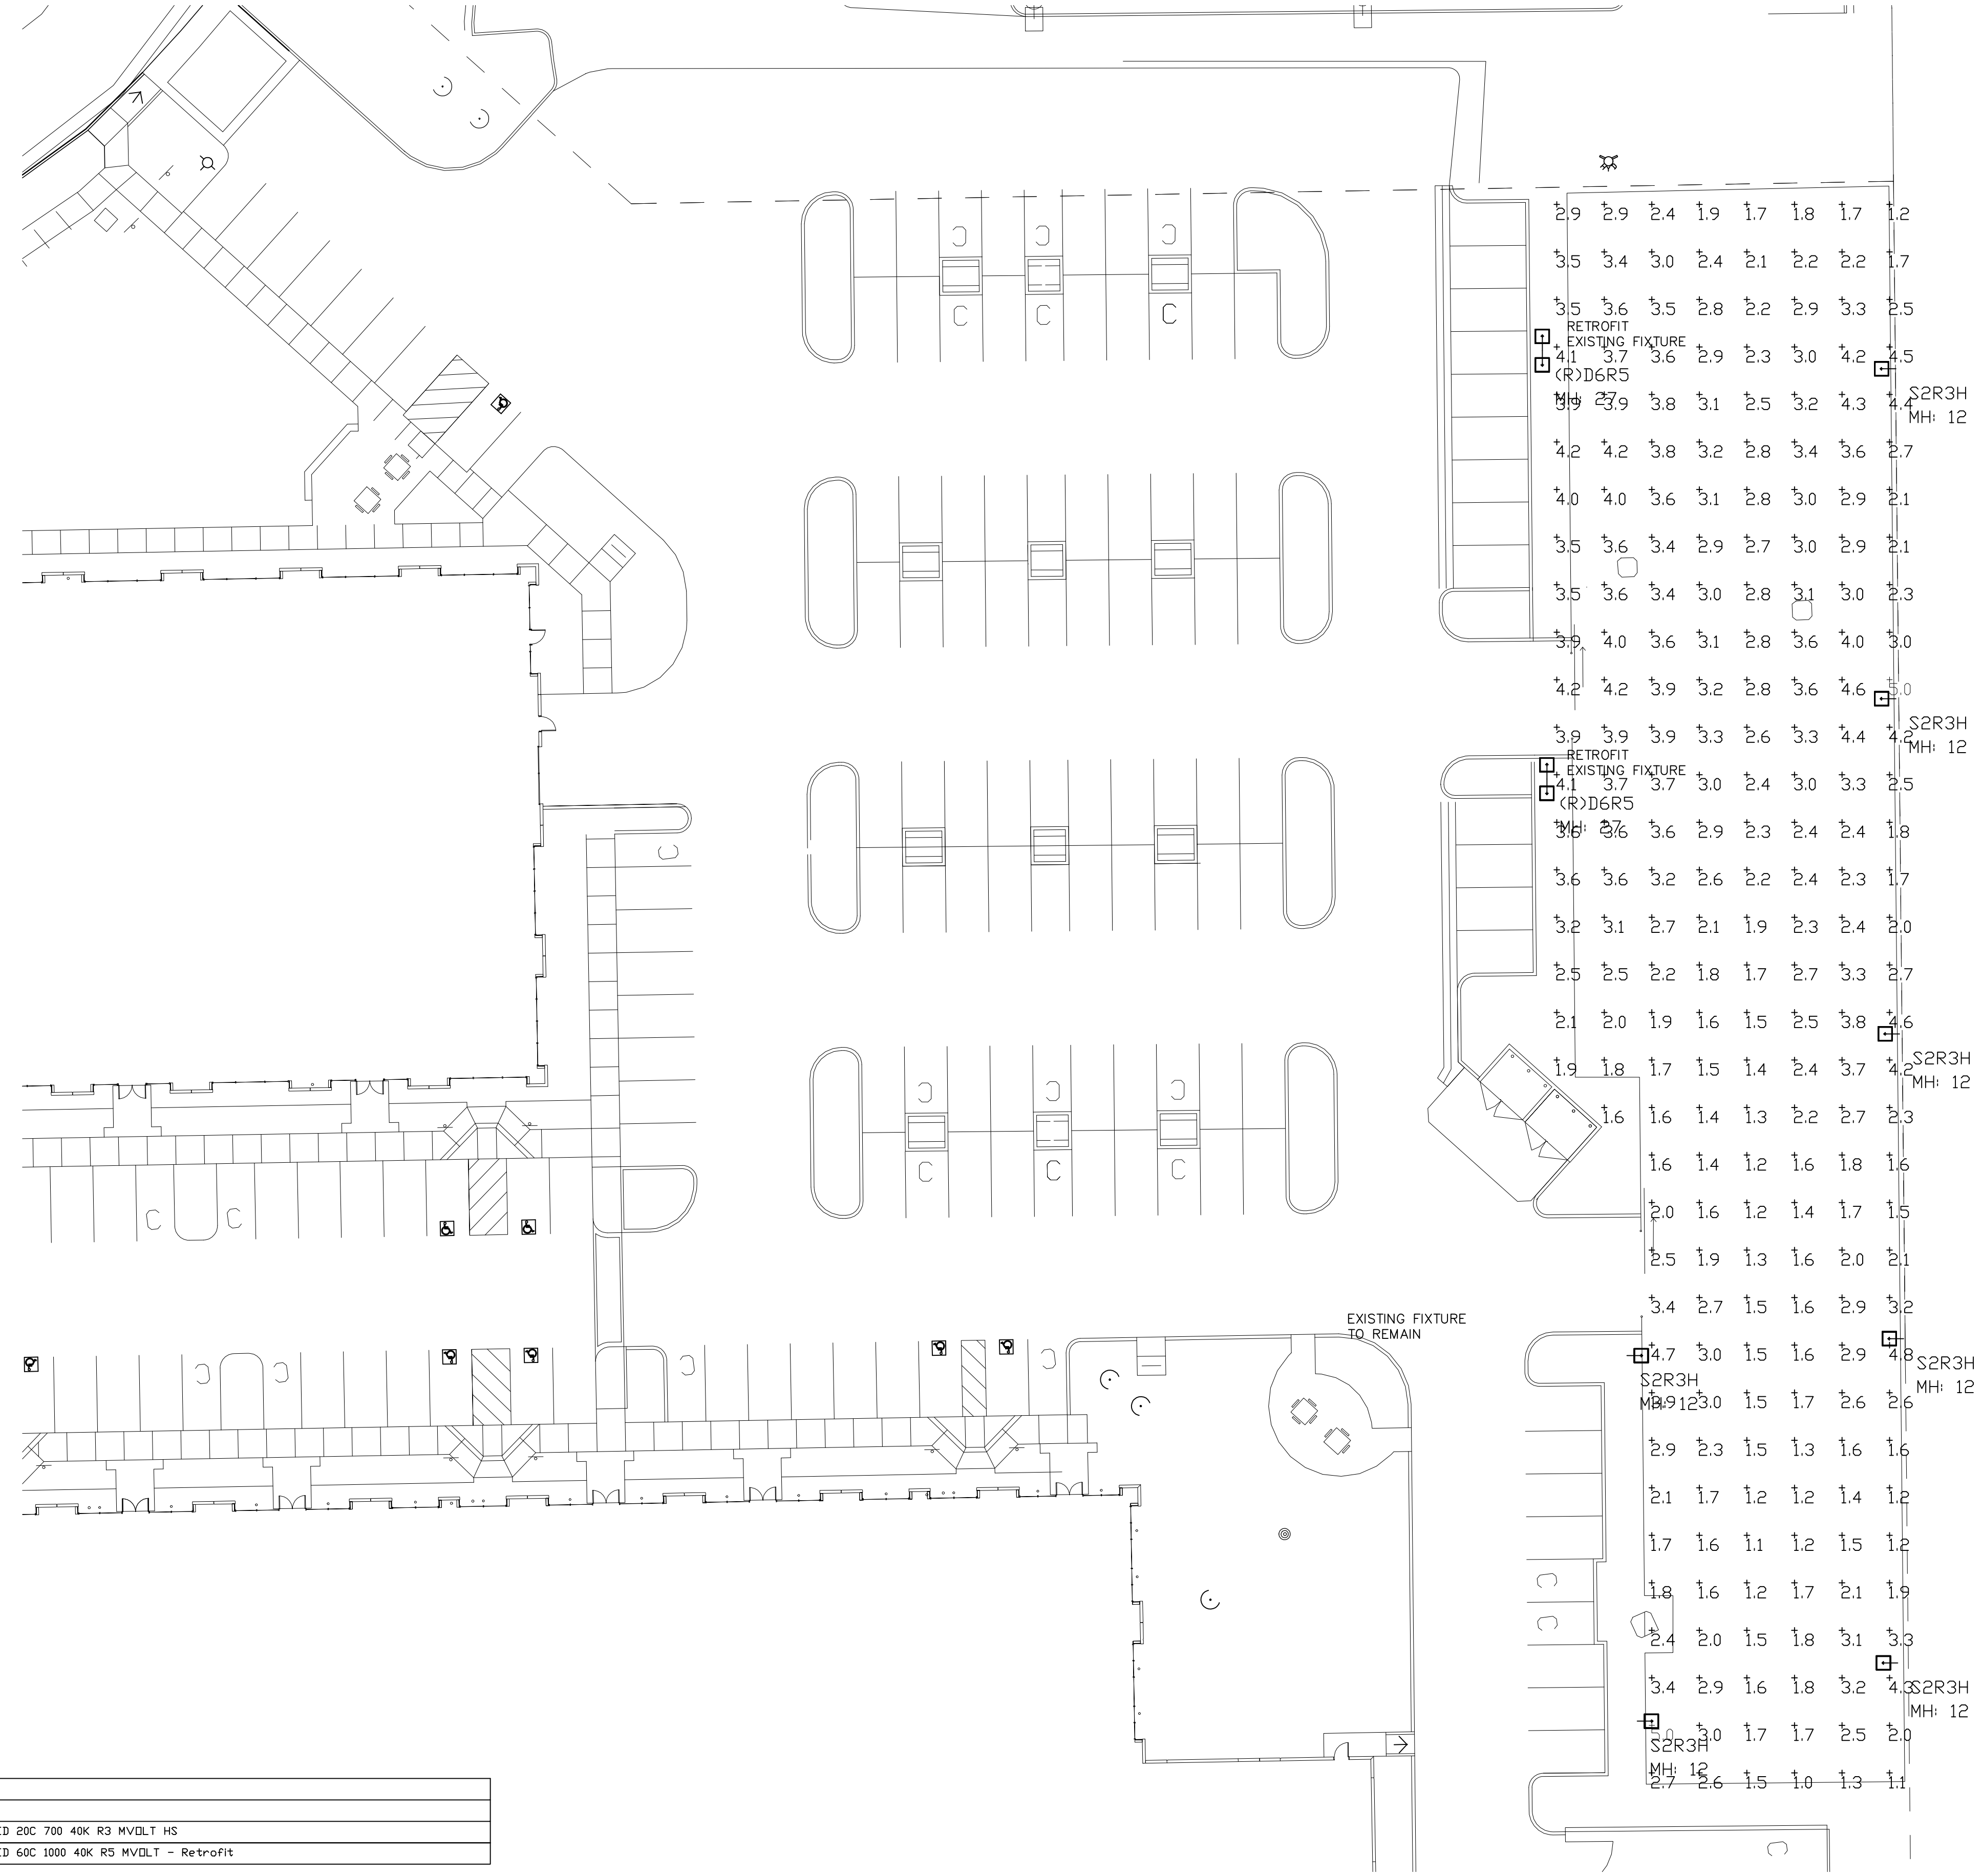 2.9 2.9 2.4 1.9 1.7 1.8 1.7 1.2
3.5 3.4 3.0 2.4 2.1 2.2 2.2 1.7
3.5 3.6 3.5 2.8 2.2 2.9 3.3 2.5
RETROFIT
EXISTING FIXTURE
4.1 3.7 3.6 2.9 2.3 3.0 4.2 4.5
(R)D6R5
MH: 27
S2R3H
MH: 12
3.9 3.9 3.8 3.1 2.5 3.2 4.3 4.4
4.2 4.2 3.8 3.2 2.8 3.4 3.6 2.7
4.0 4.0 3.6 3.1 2.8 3.0 2.9 2.1
3.5 3.6 3.4 2.9 2.7 3.0 2.9 2.1
3.5 3.6 3.4 3.0 2.8 3.1 3.0 2.3
3.9 4.0 3.6 3.1 2.8 3.6 4.0 3.0
4.2 4.2 3.9 3.2 2.8 3.6 4.6 5.0
S2R3H
MH: 12
3.9 3.9 3.9 3.3 2.6 3.3 4.4 4.2
RETROFIT
EXISTING FIXTURE
4.1 3.7 3.7 3.0 2.4 3.0 3.3 2.5
(R)D6R5
MH: 27
3.6 3.6 3.6 2.9 2.3 2.4 2.4 1.8
3.6 3.6 3.2 2.6 2.2 2.4 2.3 1.7
3.2 3.1 2.7 2.1 1.9 2.3 2.4 2.0
2.5 2.5 2.2 1.8 1.7 2.7 3.3 2.7
2.1 2.0 1.9 1.6 1.5 2.5 3.8 4.6
S2R3H
MH: 12
1.9 1.8 1.7 1.5 1.4 2.4 3.7 4.2
1.6 1.6 1.4 1.3 2.2 2.7 2.3
1.6 1.4 1.2 1.6 1.8 1.6
2.0 1.6 1.2 1.4 1.7 1.5
2.5 1.9 1.3 1.6 2.0 2.1
3.4 2.7 1.5 1.6 2.9 3.2
EXISTING FIXTURE
TO REMAIN
4.7 3.0 1.5 1.6 2.9 4.8
S2R3H
MH: 12
S2R3H
MH: 12
3.9 3.0 1.5 1.7 2.6 2.6
2.9 2.3 1.5 1.3 1.6 1.6
2.1 1.7 1.2 1.2 1.4 1.2
1.7 1.6 1.1 1.2 1.5 1.2
1.8 1.6 1.2 1.7 2.1 1.9
2.4 2.0 1.5 1.8 3.1 3.3
3.4 2.9 1.6 1.8 3.2 4.3
S2R3H
MH: 12
5.0 3.0 1.7 1.7 2.5 2.0
S2R3H
MH: 12
2.7 2.6 1.5 1.0 1.3 1.1
C C C
C C C
C
C C C
C C C
C C
C C C C
C
C
C
20C 700 40K R3 MVOLT HS
60C 1000 40K R5 MVOLT - Retrofit